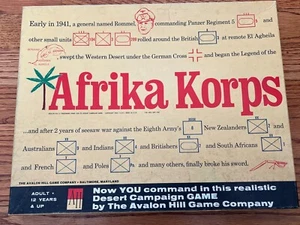 Early in 1941, a general named Rommel commanding Panzer Regiment 5 and
other small units rolled around the British at remote El Agheila
swept the Western Desert under the German Cross and began the Legend of the
Afrika Korps
...and after 2 years of seesaw war against the Eighth Army's New Zealanders and
Australians and Indians and Britishers and South Africans
and French and Poles and many others, finally broke his sword.
THE AVALON HILL GAME COMPANY • BALTIMORE, MARYLAND
ADULT •
12 YEARS
& UP
AH
Now YOU command in this realistic
Desert Campaign GAME
by The Avalon Hill Game Company